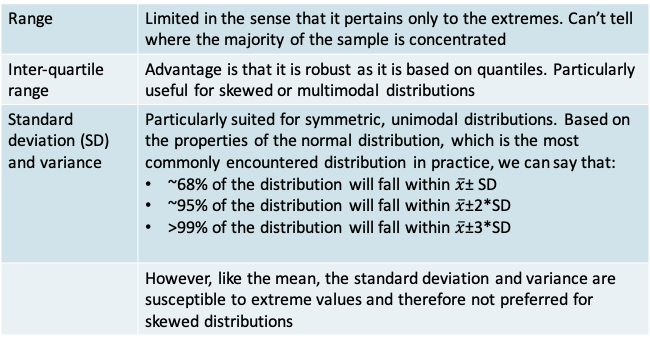 Range
Limited in the sense that it pertains only to the extremes. Can’t tell
where the majority of the sample is concentrated
Inter-quartile
range
Advantage is that it is robust as it is based on quantiles. Particularly
useful for skewed or multimodal distributions
Standard
deviation (SD)
and variance
Particularly suited for symmetric, unimodal distributions. Based on
the properties of the normal distribution, which is the most
commonly encountered distribution in practice, we can say that:
• ~68% of the distribution will fall within x̄± SD
• ~95% of the distribution will fall within x̄±2*SD
• >99% of the distribution will fall within x̄±3*SD
However, like the mean, the standard deviation and variance are
susceptible to extreme values and therefore not preferred for
skewed distributions